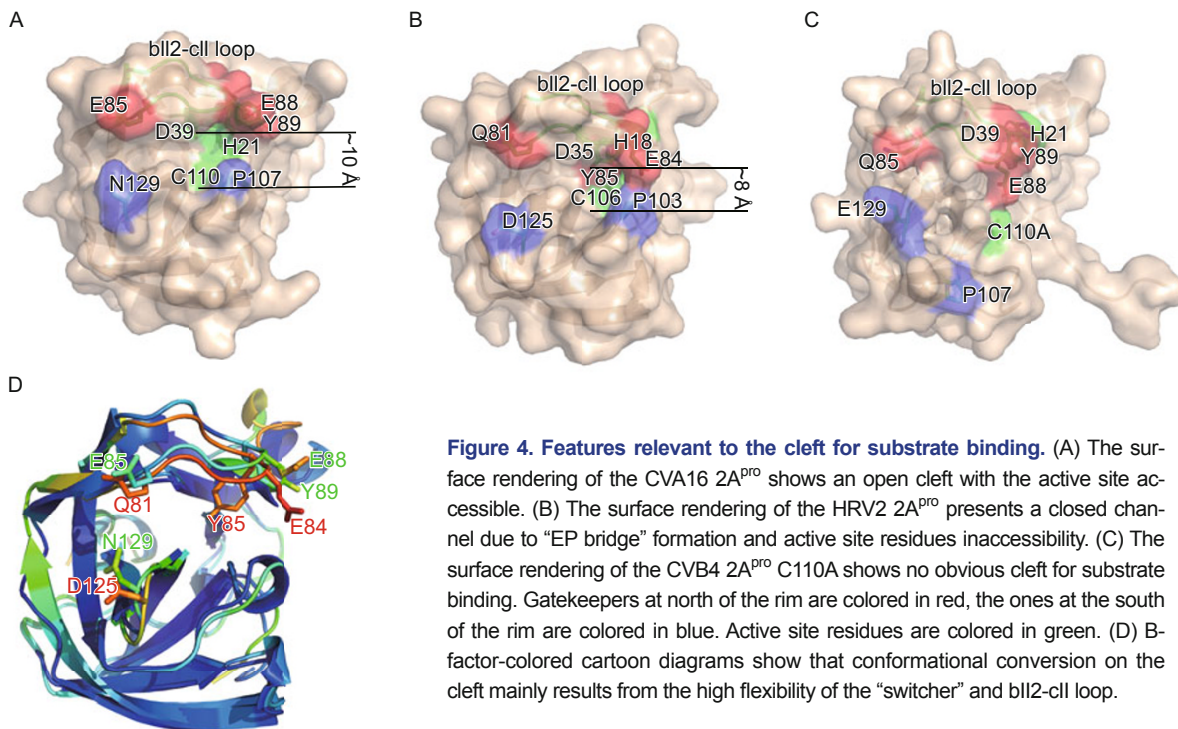 A
bII2-cII loop
E85
E88
Y89
D39
H21
N129
C110
P107
~10 Å
B
bII2-cII loop
Q81
H18
D35
E84
Y85
C106
P103
D125
~8 Å
C
bII2-cII loop
D39
H21
Q85
Y89
E88
E129
C110A
P107
D
E85
E88
Y89
Q81
Y85
E84
N129
D125
Figure 4. Features relevant to the cleft for substrate binding. (A) The sur-
face rendering of the CVA16 2Apro shows an open cleft with the active site ac-
cessible. (B) The surface rendering of the HRV2 2Apro presents a closed chan-
nel due to “EP bridge” formation and active site residues inaccessibility. (C) The
surface rendering of the CVB4 2Apro C110A shows no obvious cleft for substrate
binding. Gatekeepers at north of the rim are colored in red, the ones at the south
of the rim are colored in blue. Active site residues are colored in green. (D) B-
factor-colored cartoon diagrams show that conformational conversion on the
cleft mainly results from the high flexibility of the “switcher” and bII2-cII loop.